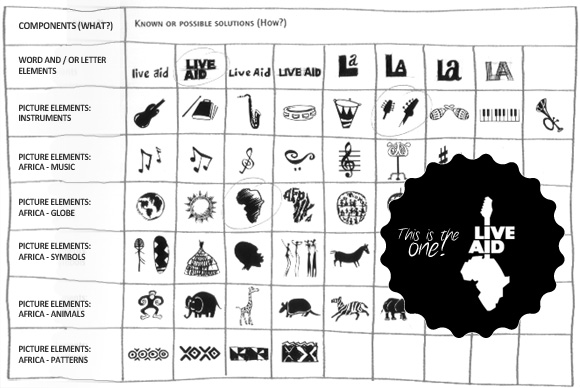 COMPONENTS (WHAT?)
KNOWN OR POSSIBLE SOLUTIONS (HOW?)
WORD AND / OR LETTER
ELEMENTS
live aid
LIVE
AID
Live Aid
LIVE AID
La
LA
La
LA
PICTURE ELEMENTS:
INSTRUMENTS
PICTURE ELEMENTS:
AFRICA - MUSIC
PICTURE ELEMENTS:
AFRICA - GLOBE
PICTURE ELEMENTS:
AFRICA - SYMBOLS
PICTURE ELEMENTS:
AFRICA - ANIMALS
PICTURE ELEMENTS:
AFRICA - PATTERNS
This is the
one!
LIVE
AID